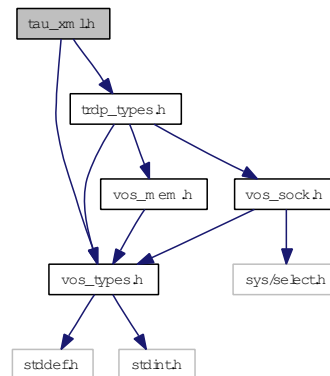 tau_xml.h
trdp_types.h
vos_mem.h
vos_sock.h
vos_types.h
sys/select.h
stddef.h
stdint.h